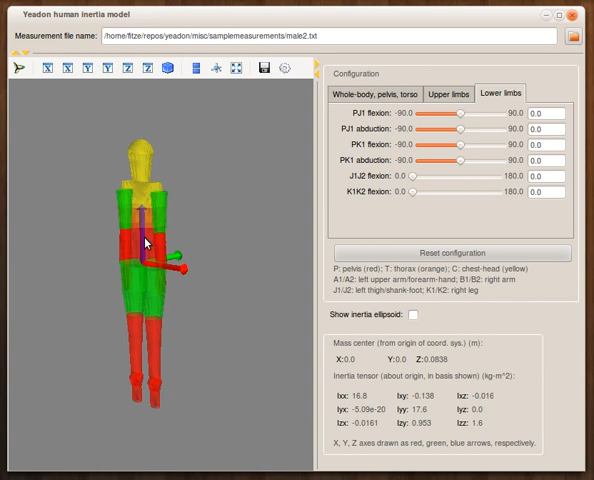 Yeadon human inertia model
Measurement file name: /home/fitze/repos/yeadon/misc/samplemeasurements/male2.txt
X X Y Y Z Z
Configuration
Whole-body, pelvis, torso Upper limbs Lower limbs
PJ1 flexion: -90.0 90.0 0.0
PJ1 abduction: -90.0 90.0 0.0
PK1 flexion: -90.0 90.0 0.0
PK1 abduction: -90.0 90.0 0.0
J1J2 flexion: 0.0 180.0 0.0
K1K2 flexion: 0.0 180.0 0.0
Reset configuration
P: pelvis (red); T: thorax (orange); C: chest-head (yellow)
A1/A2: left upper arm/forearm-hand; B1/B2: right arm
J1/J2: left thigh/shank-foot; K1/K2: right leg
Show inertia ellipsoid:
Mass center (from origin of coord. sys.) (m):
X:0.0 Y:0.0 Z:0.0838
Inertia tensor (about origin, in basis shown) (kg-m^2):
Ixx: 16.8 Ixy: -0.138 Ixz: -0.016
Iyx: -5.09e-20 Iyy: 17.6 Iyz: 0.0
Izx: -0.0161 Izy: 0.953 Izz: 1.6
X, Y, Z axes drawn as red, green, blue arrows, respectively.